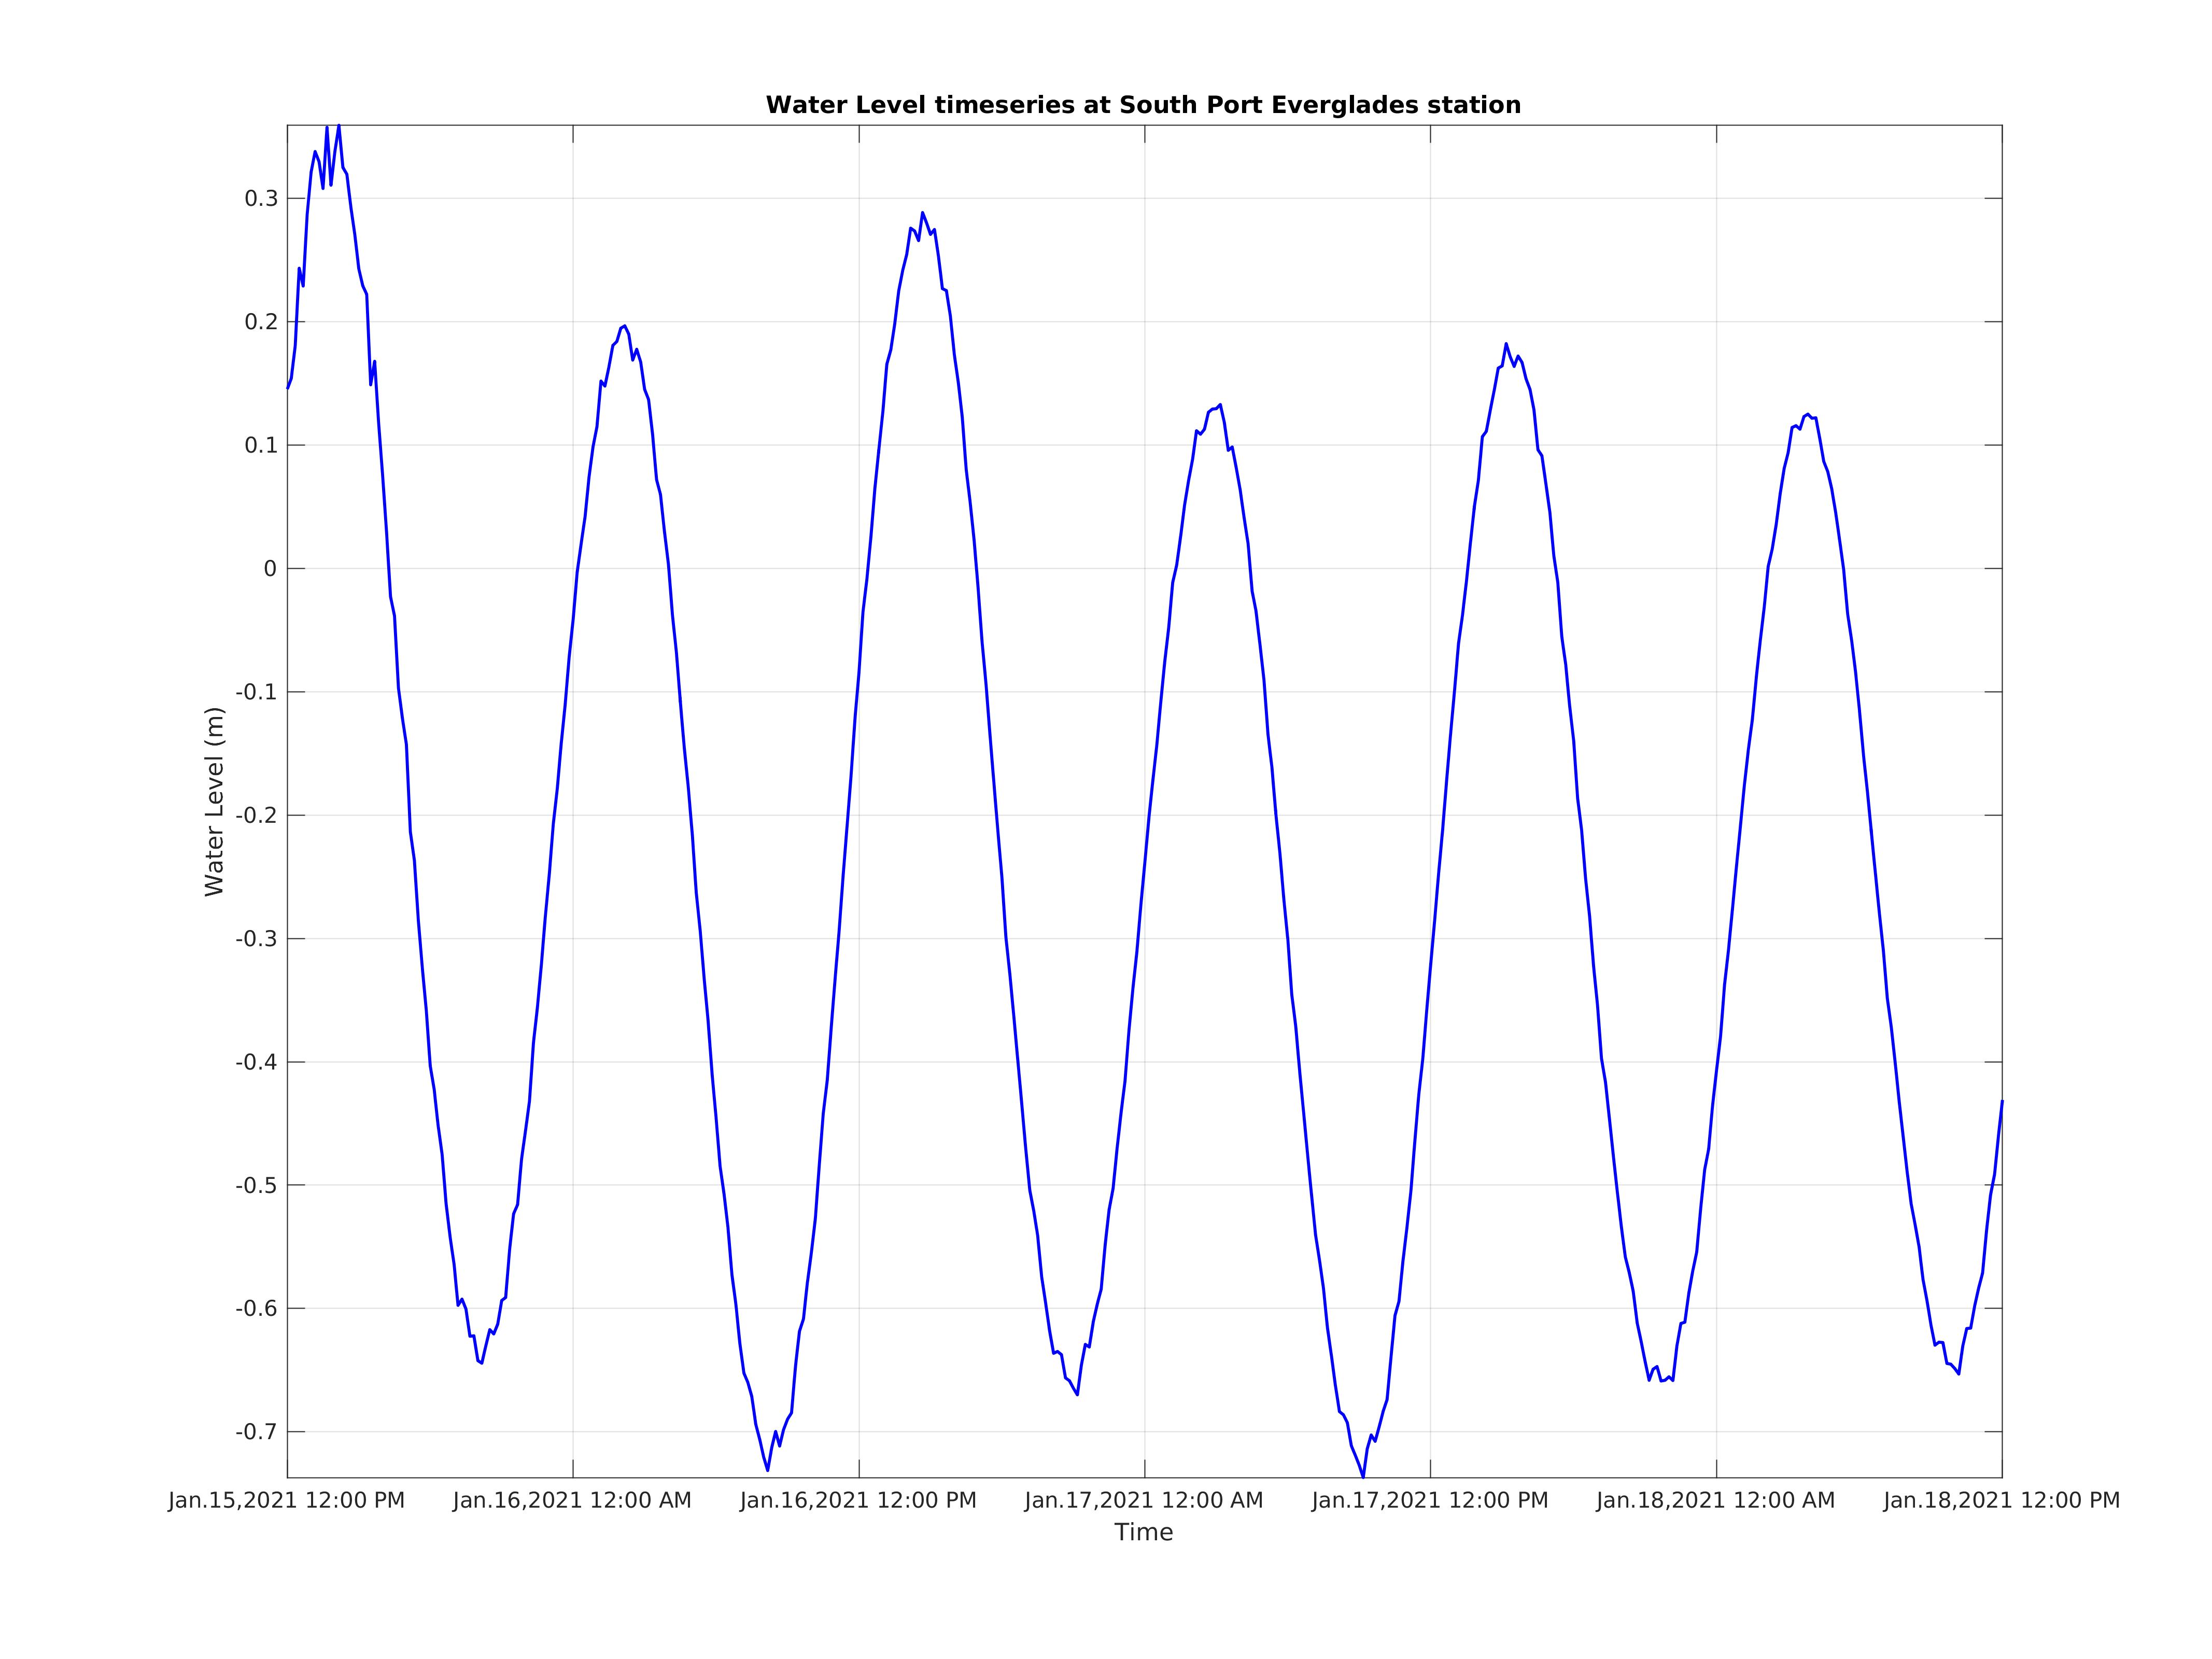 Water Level timeseries at South Port Everglades station
0.3
0.2
0.1
0
-0.1
-0.2
-0.3
-0.4
-0.5
-0.6
-0.7
Water Level (m)
Jan.15,2021 12:00 PM Jan.16,2021 12:00 AM Jan.16,2021 12:00 PM Jan.17,2021 12:00 AM Jan.17,2021 12:00 PM Jan.18,2021 12:00 AM Jan.18,2021 12:00 PM
Time